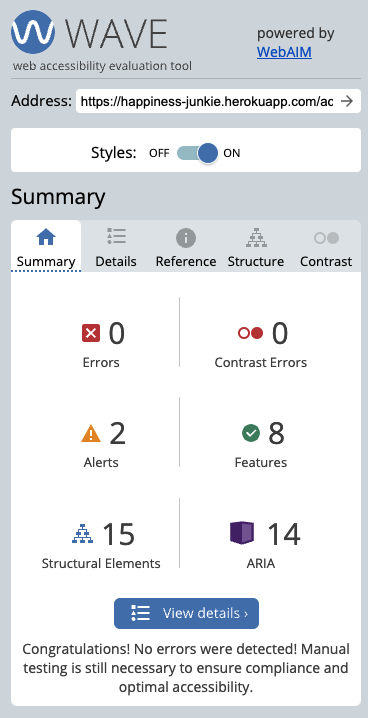 WAVE
web accessibility evaluation tool
powered by
WebAIM
Address: https://happiness-junkie.herokuapp.com/ac
Styles: OFF ON
Summary
Summary Details Reference Structure Contrast
0 0
Errors Contrast Errors
2 8
Alerts Features
15 14
Structural Elements ARIA
View details ›
Congratulations! No errors were detected! Manual
testing is still necessary to ensure compliance and
optimal accessibility.